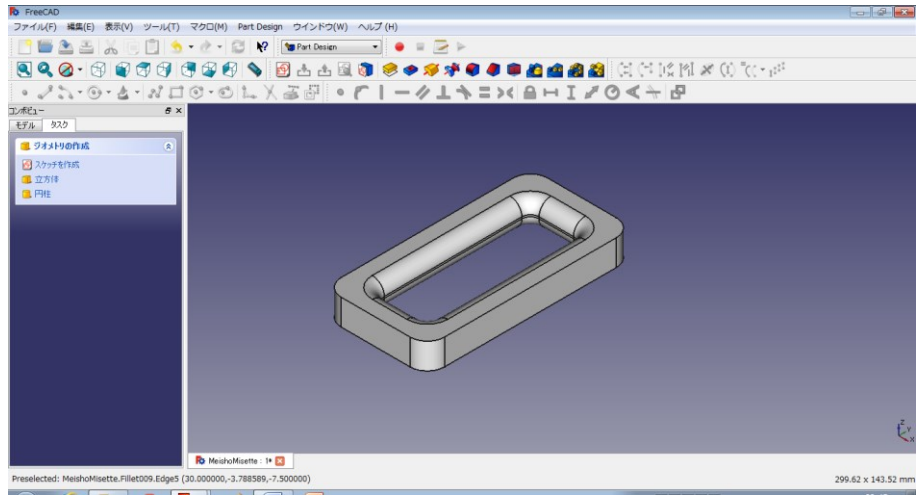 FreeCAD
ファイル(F) 編集(E) 表示(V) ツール(T) マクロ(M) Part Design ウインドウ(W) ヘルプ(H)
Part Design
コンボビュー
モデル タスク
ジオメトリの作成
スケッチを作成
立方体
円柱
Z
Y
X
MeishoMisette : 1*
Preselected: MeishoMisette.Fillet009.Edge5 (30.000000,-3.788589,-7.500000) 299.62 x 143.52 mm